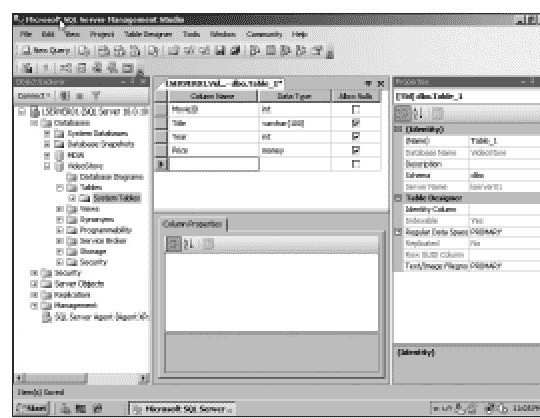 Microsoft SQL Server Management Studio
File Edit View Project Table Designer Tools Window Community Help
New Query
Connect
Databases
System Databases
Database Snapshots
MDW
VideoStore
Database Diagrams
Tables
System Tables
Views
Synonyms
Programmability
Service Broker
Storage
Security
Security
Server Objects
Replication
Management
SQL Server Agent (Agent XPs
Item(s) Saved
dbo.Table_1*
Column Name Data Type Allow Nulls
MovieID int
Title varchar(100)
Year int
Price money
Column Properties
Properties
[Tbl] dbo.Table_1
(Identity)
(Name) Table_1
Database Name VideoStore
Description
Schema dbo
Server Name
Table Designer
Identity Column
Indexable Yes
Regular Data Space PRIMARY
Replicated No
Row GUID Column
Text/Image Filegroup PRIMARY
(Identity)
Start
Microsoft SQL Server ...